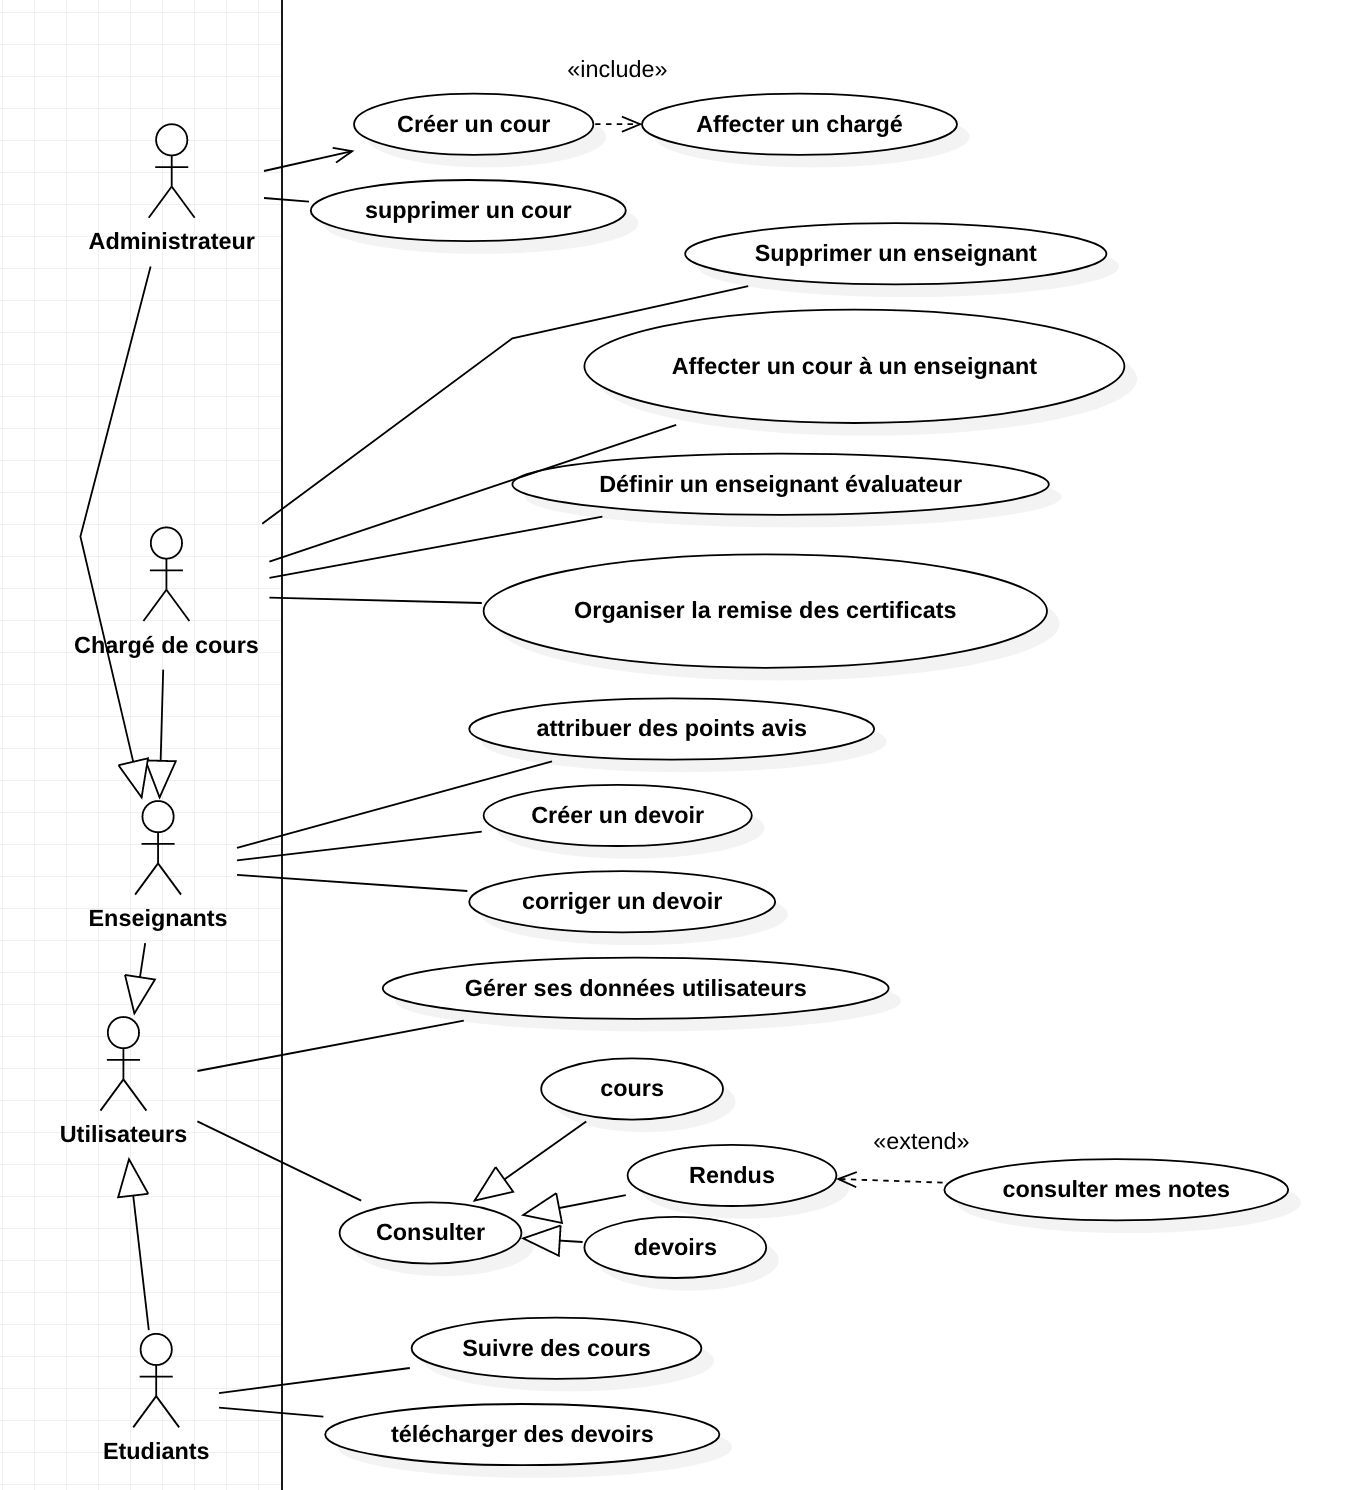 «include»
Créer un cour
Affecter un chargé
supprimer un cour
Administrateur
Supprimer un enseignant
Affecter un cour à un enseignant
Définir un enseignant évaluateur
Organiser la remise des certificats
Chargé de cours
attribuer des points avis
Créer un devoir
corriger un devoir
Enseignants
Gérer ses données utilisateurs
cours
Utilisateurs
«extend»
Rendus
consulter mes notes
Consulter
devoirs
Suivre des cours
télécharger des devoirs
Etudiants